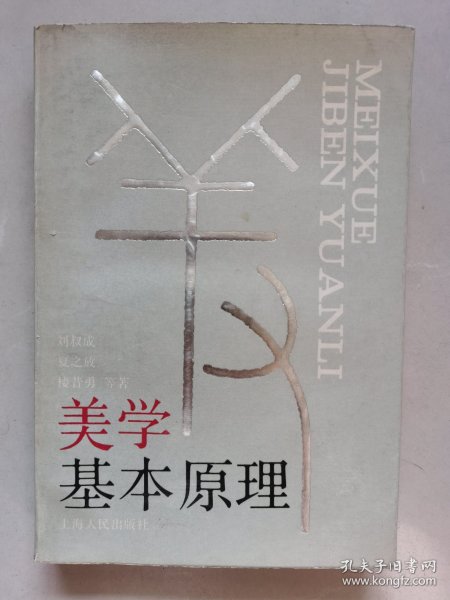 MEIXUE
JIBEN YUANLI
刘叔成
夏之放
楼昔勇 等著
美学
基本原理
上海人民出版社
孔夫子旧书网
www.kongfz.com